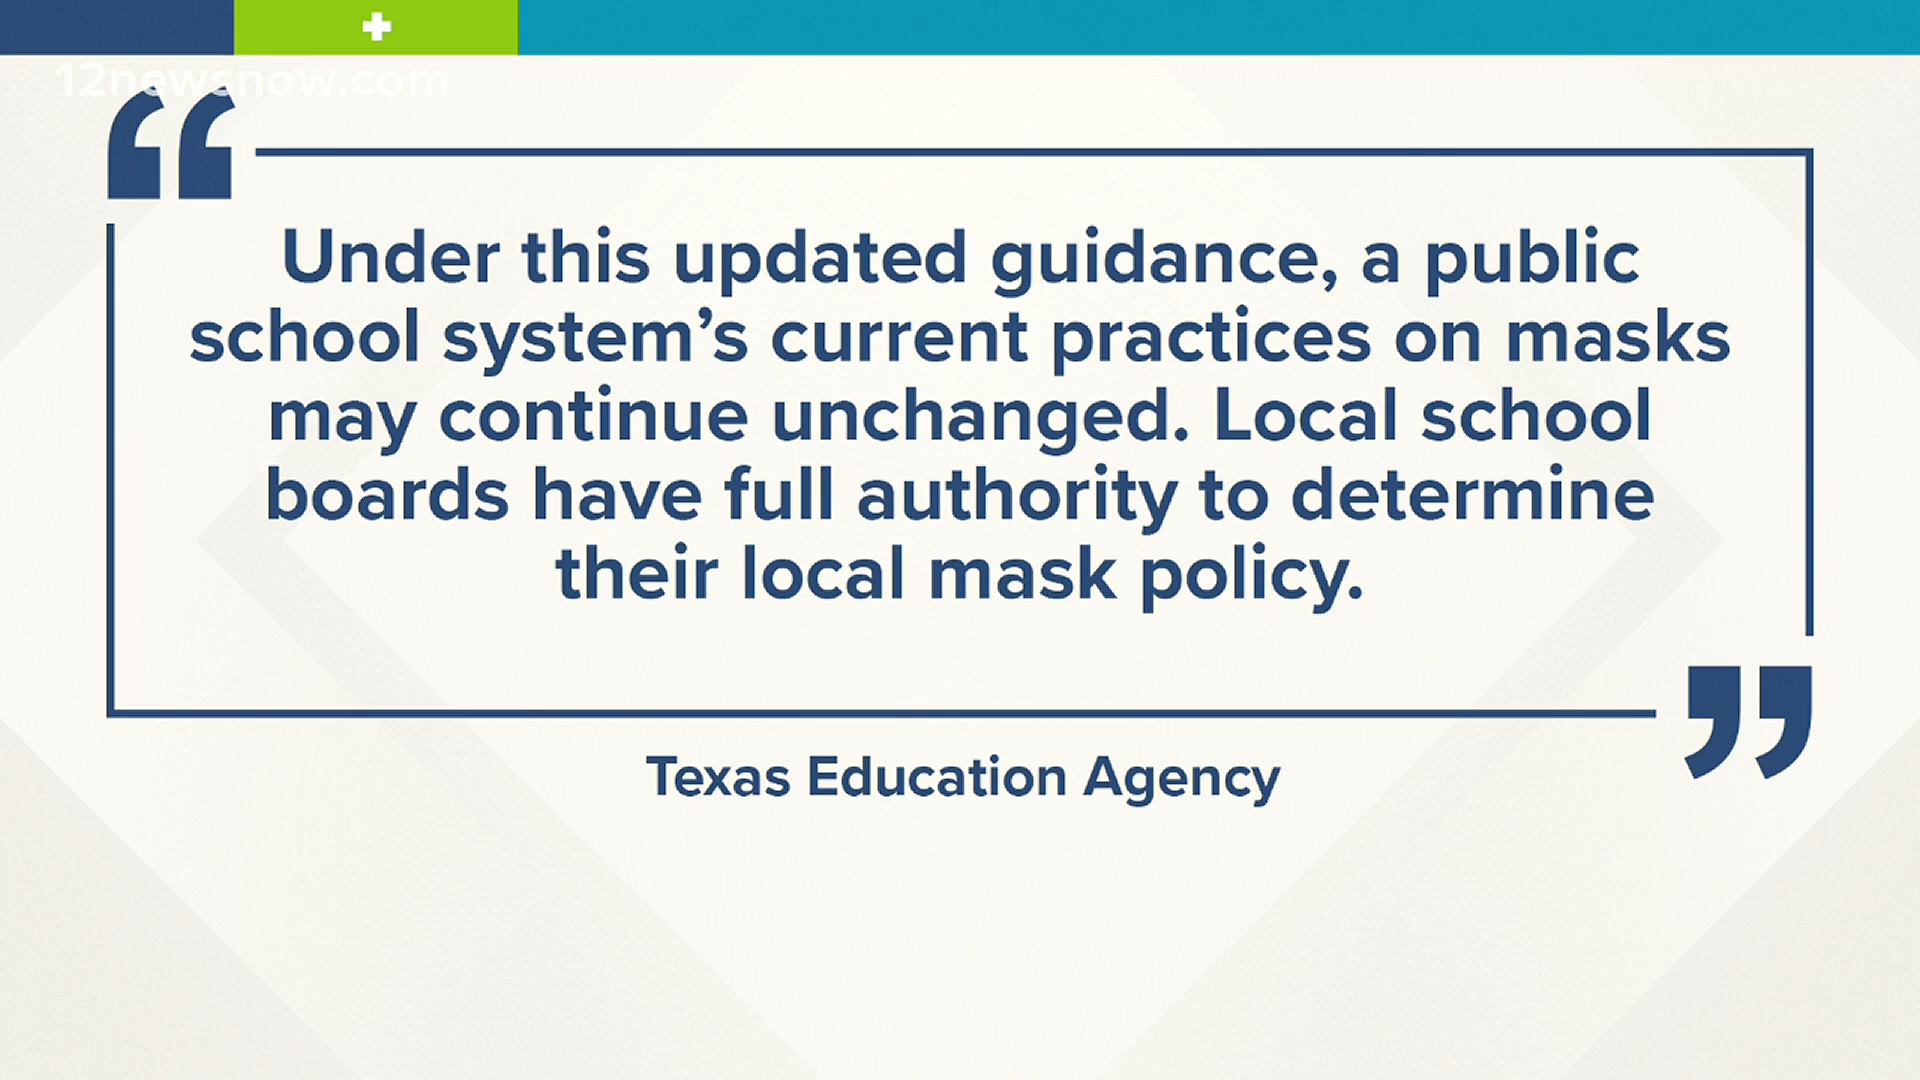 12newsnow.com
“
Under this updated guidance, a public
school system’s current practices on masks
may continue unchanged. Local school
boards have full authority to determine
their local mask policy.
”
Texas Education Agency